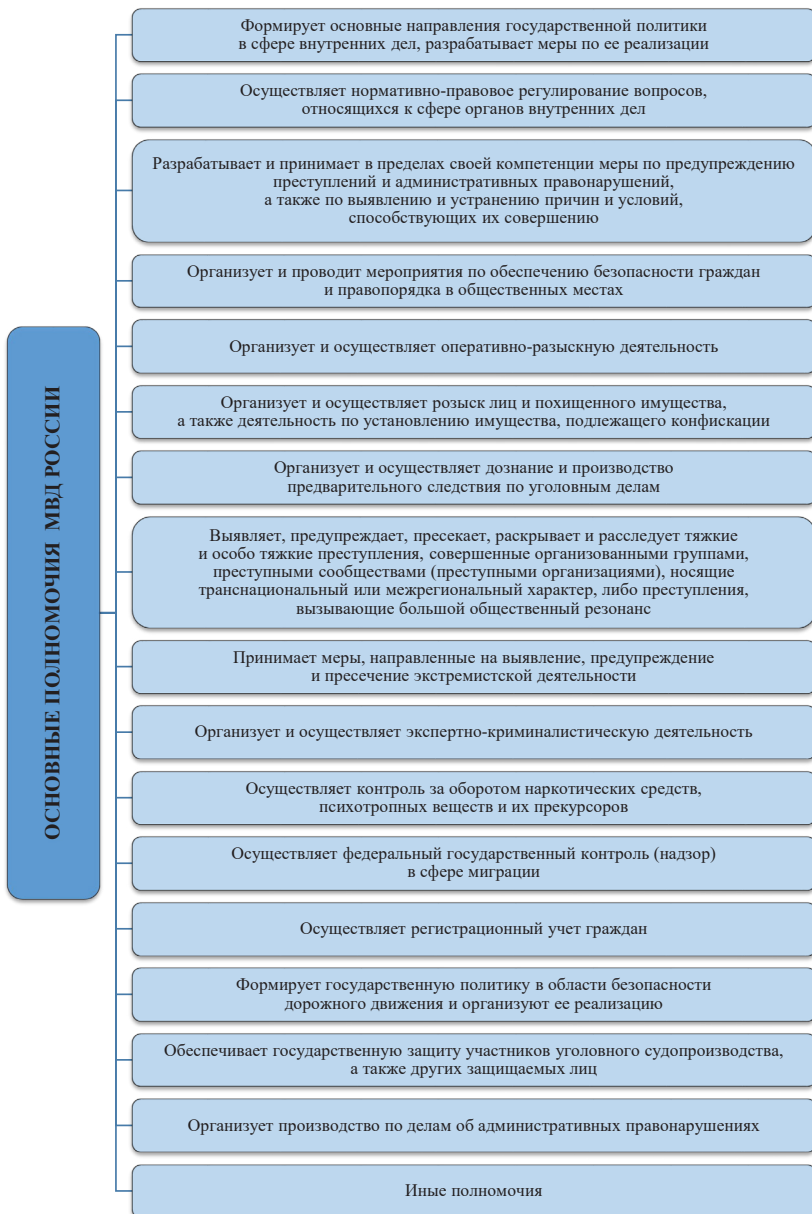 ОСНОВНЫЕ ПОЛНОМОЧИЯ МВД РОССИИ
Формирует основные направления государственной политики
в сфере внутренних дел, разрабатывает меры по ее реализации
Осуществляет нормативно-правовое регулирование вопросов,
относящихся к сфере органов внутренних дел
Разрабатывает и принимает в пределах своей компетенции меры по предупреждению
преступлений и административных правонарушений,
а также по выявлению и устранению причин и условий,
способствующих их совершению
Организует и проводит мероприятия по обеспечению безопасности граждан
и правопорядка в общественных местах
Организует и осуществляет оперативно-разыскную деятельность
Организует и осуществляет розыск лиц и похищенного имущества,
а также деятельность по установлению имущества, подлежащего конфискации
Организует и осуществляет дознание и производство
предварительного следствия по уголовным делам
Выявляет, предупреждает, пресекает, раскрывает и расследует тяжкие
и особо тяжкие преступления, совершенные организованными группами,
преступными сообществами (преступными организациями), носящие
транснациональный или межрегиональный характер, либо преступления,
вызывающие большой общественный резонанс
Принимает меры, направленные на выявление, предупреждение
и пресечение экстремистской деятельности
Организует и осуществляет экспертно-криминалистическую деятельность
Осуществляет контроль за оборотом наркотических средств,
психотропных веществ и их прекурсоров
Осуществляет федеральный государственный контроль (надзор)
в сфере миграции
Осуществляет регистрационный учет граждан
Формирует государственную политику в области безопасности
дорожного движения и организуют ее реализацию
Обеспечивает государственную защиту участников уголовного судопроизводства,
а также других защищаемых лиц
Организует производство по делам об административных правонарушениях
Иные полномочия